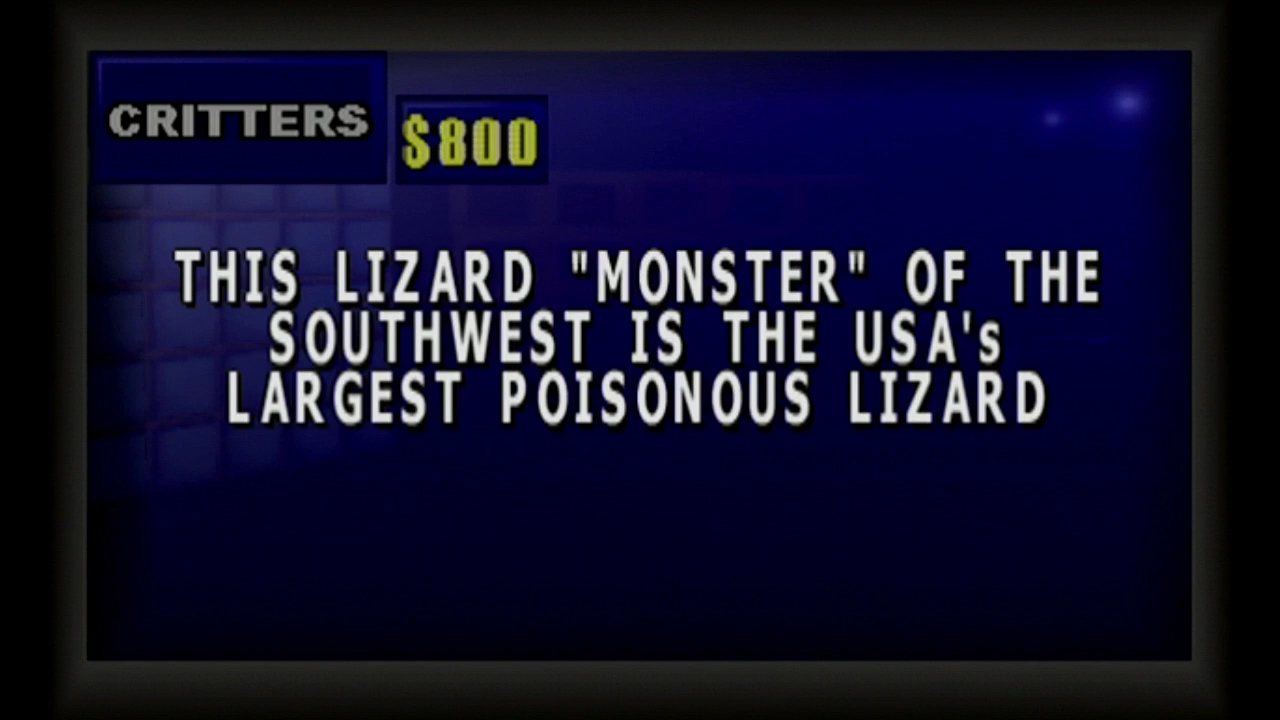 CRITTERS
$800
THIS LIZARD "MONSTER" OF THE
SOUTHWEST IS THE USA's
LARGEST POISONOUS LIZARD